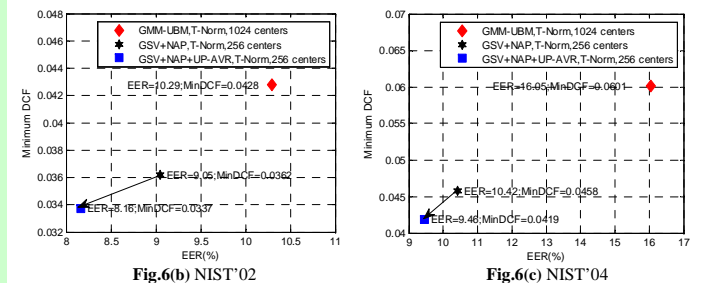 0.048
0.046
0.044
0.042
0.04
0.038
0.036
0.034
0.032
Minimum DCF
GMM-UBM,T-Norm,1024 centers
GSV+NAP,T-Norm,256 centers
GSV+NAP+UP-AVR,T-Norm,256 centers
EER=10.29;MinDCF=0.0428
EER=9.05;MinDCF=0.0362
EER=8.16;MinDCF=0.0337
8 8.5 9 9.5 10 10.5 11
EER(%)
Fig.6(b) NIST'02
0.07
0.065
0.06
0.055
0.05
0.045
0.04
Minimum DCF
GMM-UBM,T-Norm,1024 centers
GSV+NAP,T-Norm,256 centers
GSV+NAP+UP-AVR,T-Norm,256 centers
EER=16.05;MinDCF=0.0601
EER=10.42;MinDCF=0.0458
EER=9.46;MinDCF=0.0419
9 10 11 12 13 14 15 16 17
EER(%)
Fig.6(c) NIST'04